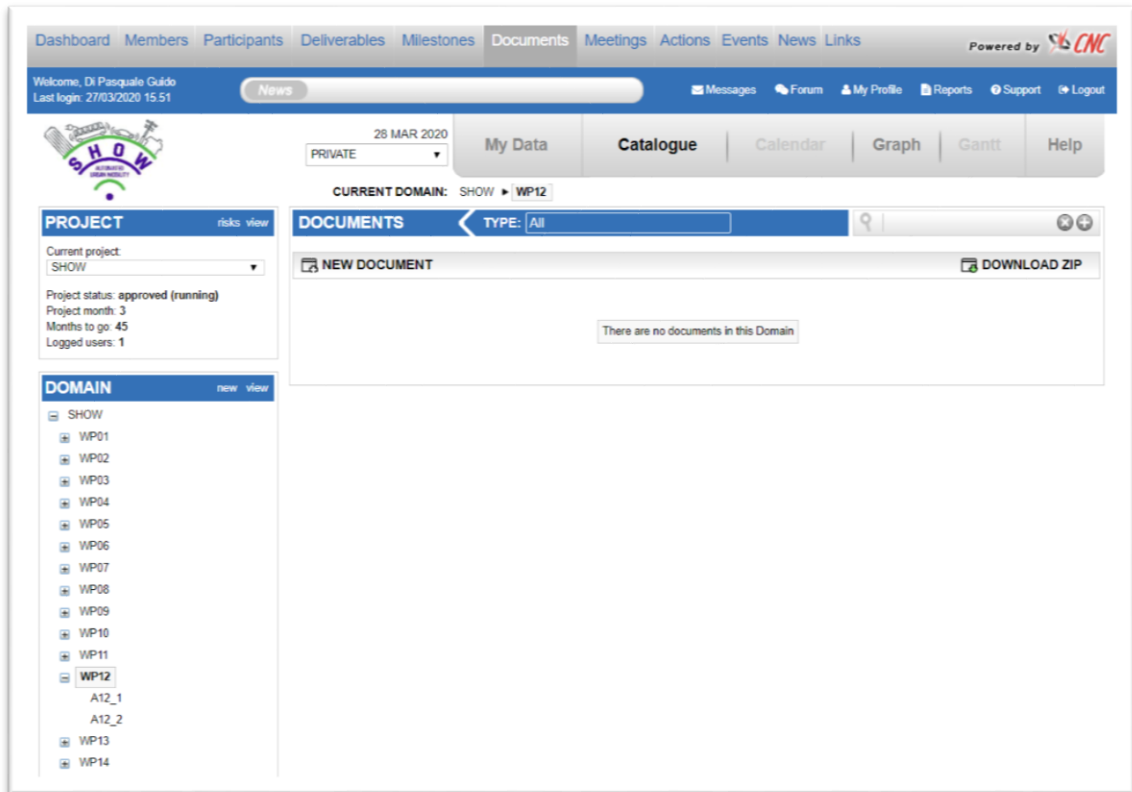 Dashboard Members Participants Deliverables Milestones Documents Meetings Actions Events News Links
Powered by CNC
Welcome, Di Pasquale Guido
Last login: 27/03/2020 15.51
News
Messages Forum My Profile Reports Support Logout
SHOW
AUTOMATED
URBAN MOBILITY
28 MAR 2020
PRIVATE
My Data Catalogue Calendar Graph Gantt Help
CURRENT DOMAIN: SHOW WP12
PROJECT risks view
Current project:
SHOW
Project status: approved (running)
Project month: 3
Months to go: 45
Logged users: 1
DOCUMENTS TYPE: All
NEW DOCUMENT DOWNLOAD ZIP
There are no documents in this Domain
DOMAIN new view
SHOW
WP01
WP02
WP03
WP04
WP05
WP06
WP07
WP08
WP09
WP10
WP11
WP12
A12_1
A12_2
WP13
WP14